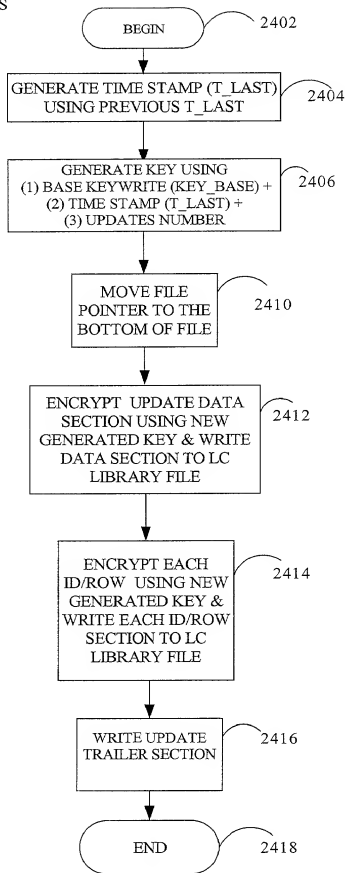 S
BEGIN
2402
GENERATE TIME STAMP (T_LAST)
USING PREVIOUS T_LAST
2404
GENERATE KEY USING
(1) BASE KEYWRITE (KEY_BASE) +
(2) TIME STAMP (T_LAST) +
(3) UPDATES NUMBER
2406
MOVE FILE
POINTER TO THE
BOTTOM OF FILE
2410
ENCRYPT UPDATE DATA
SECTION USING NEW
GENERATED KEY & WRITE
DATA SECTION TO LC
LIBRARY FILE
2412
ENCRYPT EACH
ID/ROW USING NEW
GENERATED KEY &
WRITE EACH ID/ROW
SECTION TO LC
LIBRARY FILE
2414
WRITE UPDATE
TRAILER SECTION
2416
END
2418